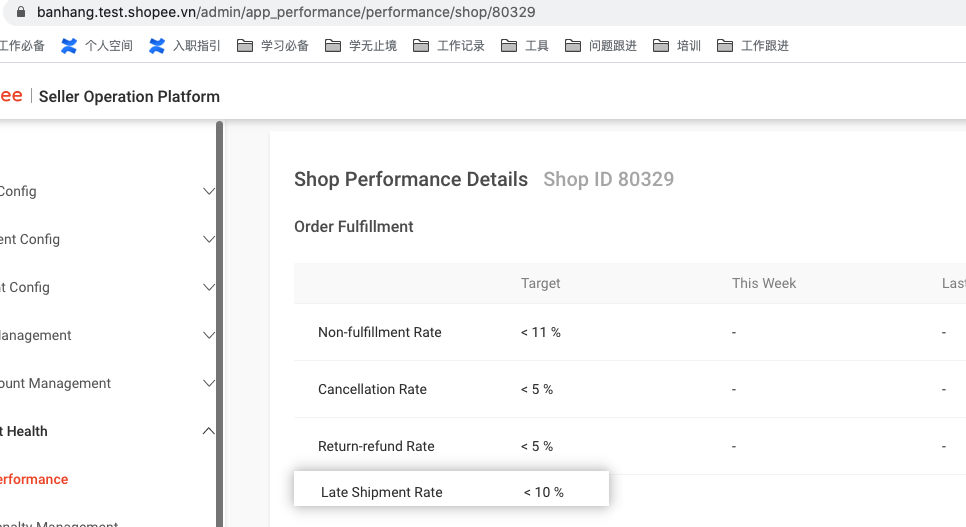 banhang.test.shopee.vn/admin/app_performance/performance/shop/80329
工作必备 个人空间 入职指引 学习必备 学无止境 工作记录 工具 问题跟进 培训 工作跟进
ee Seller Operation Platform
Config
ent Config
t Config
Management
ount Management
t Health
erformance
enalty Management
Shop Performance Details Shop ID 80329
Order Fulfillment
Target This Week Last
Non-fulfillment Rate < 11 % - -
Cancellation Rate < 5 % - -
Return-refund Rate < 5 % - -
Late Shipment Rate < 10 %